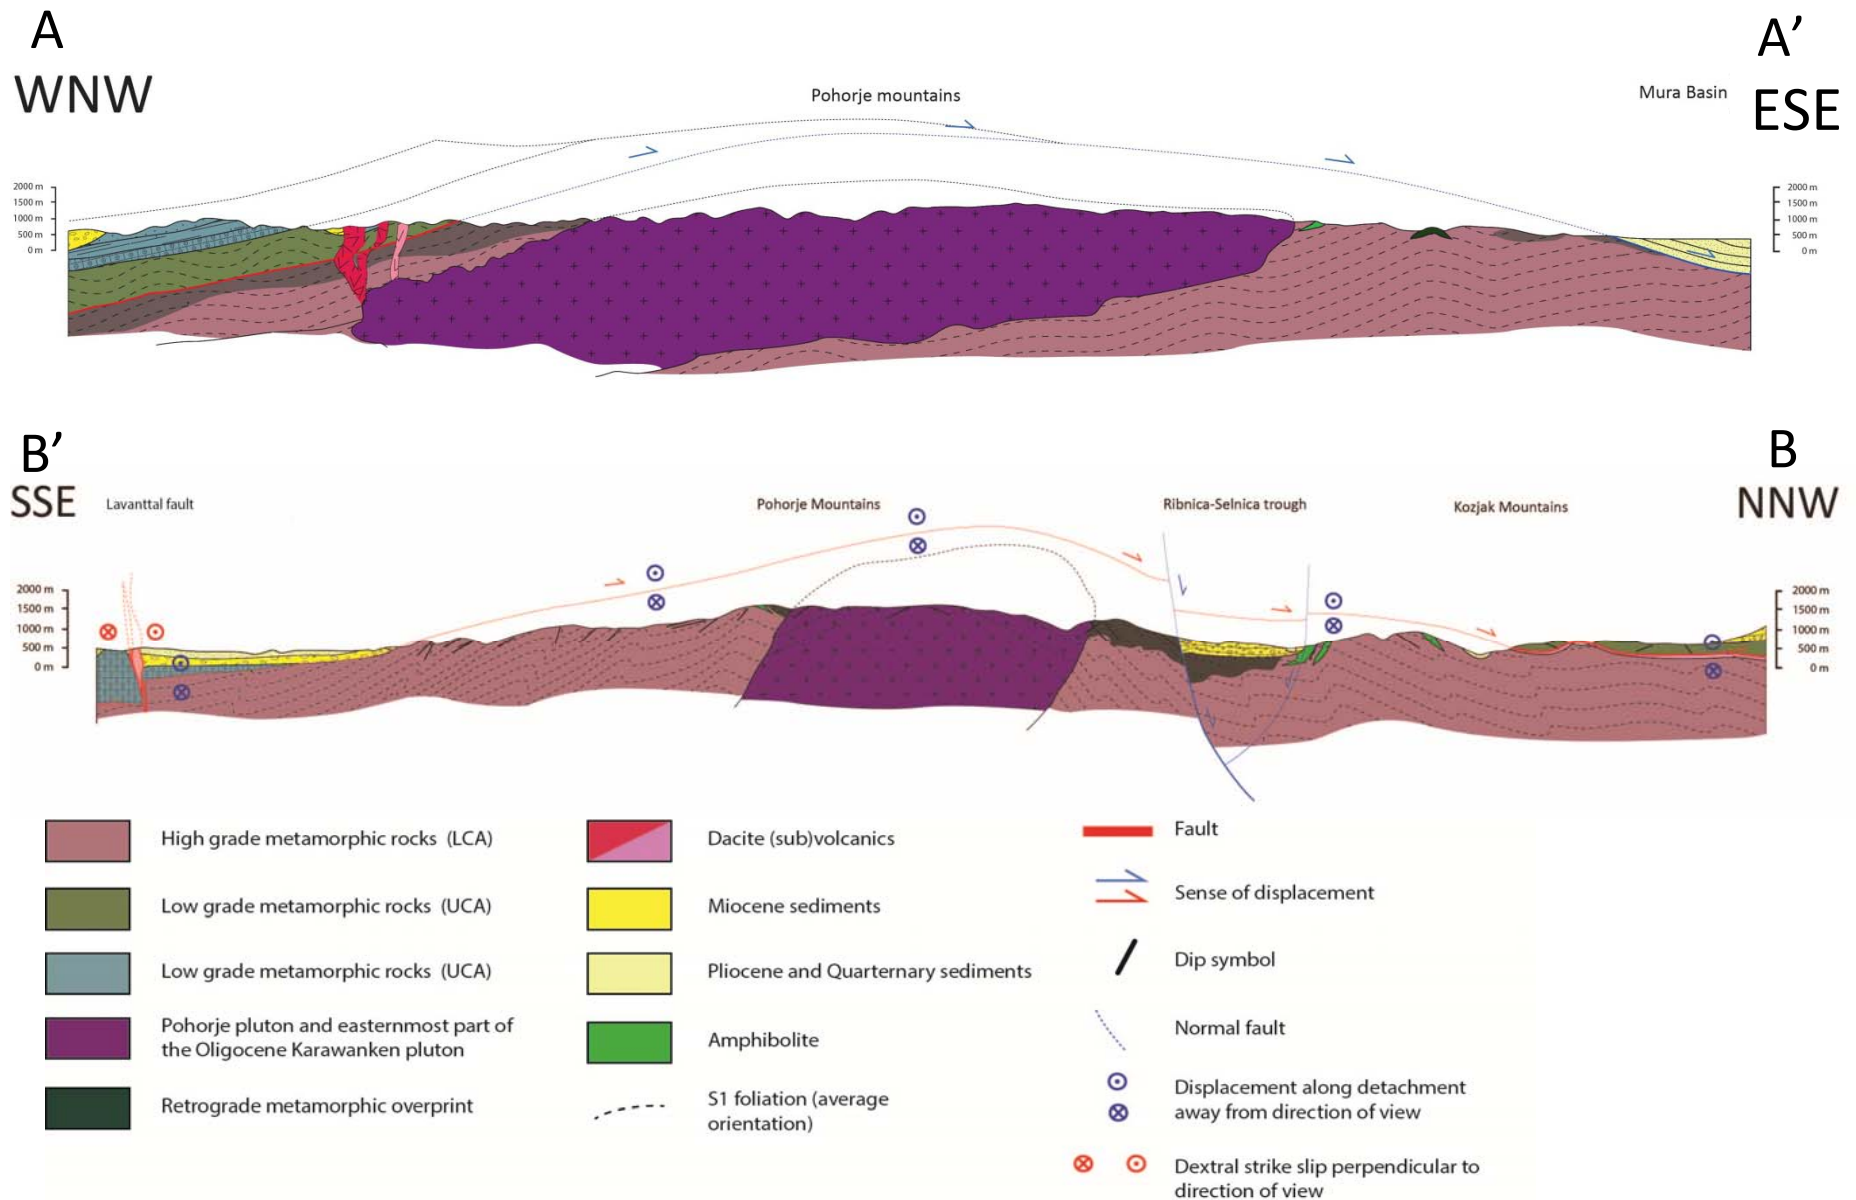 A
A’
WNW
ESE
Pohorje mountains
Mura Basin
2000 m
1500 m
1000 m
500 m
0 m
2000 m
1500 m
1000 m
500 m
0 m
B’
B
SSE
NNW
Lavanttal fault
Pohorje Mountains
Ribnica-Selnica trough
Kozjak Mountains
2000 m
1500 m
1000 m
500 m
0 m
2000 m
1500 m
1000 m
500 m
0 m
High grade metamorphic rocks (LCA)
Low grade metamorphic rocks (UCA)
Low grade metamorphic rocks (UCA)
Pohorje pluton and easternmost part of
the Oligocene Karawanken pluton
Retrograde metamorphic overprint
Dacite (sub)volcanics
Miocene sediments
Pliocene and Quarternary sediments
Amphibolite
S1 foliation (average
orientation)
Fault
Sense of displacement
Dip symbol
Normal fault
Displacement along detachment
away from direction of view
Dextral strike slip perpendicular to
direction of view